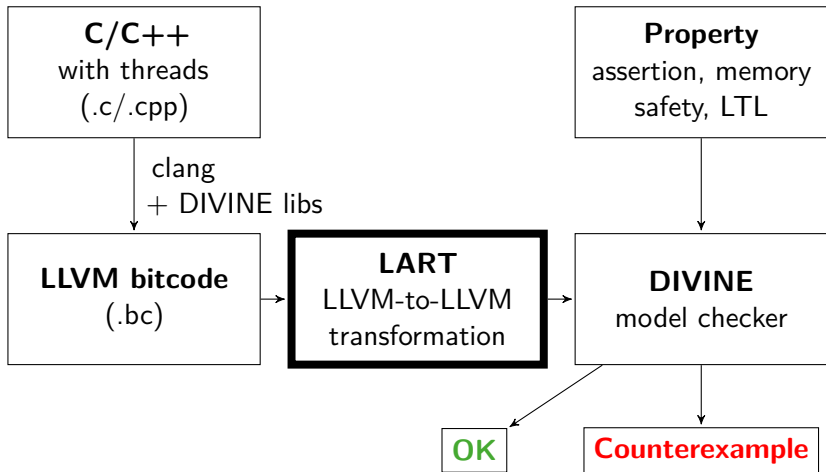 C/C++
with threads
(.c/.cpp)
Property
assertion, memory
safety, LTL
clang
+ DIVINE libs
LLVM bitcode
(.bc)
LART
LLVM-to-LLVM
transformation
DIVINE
model checker
OK
Counterexample